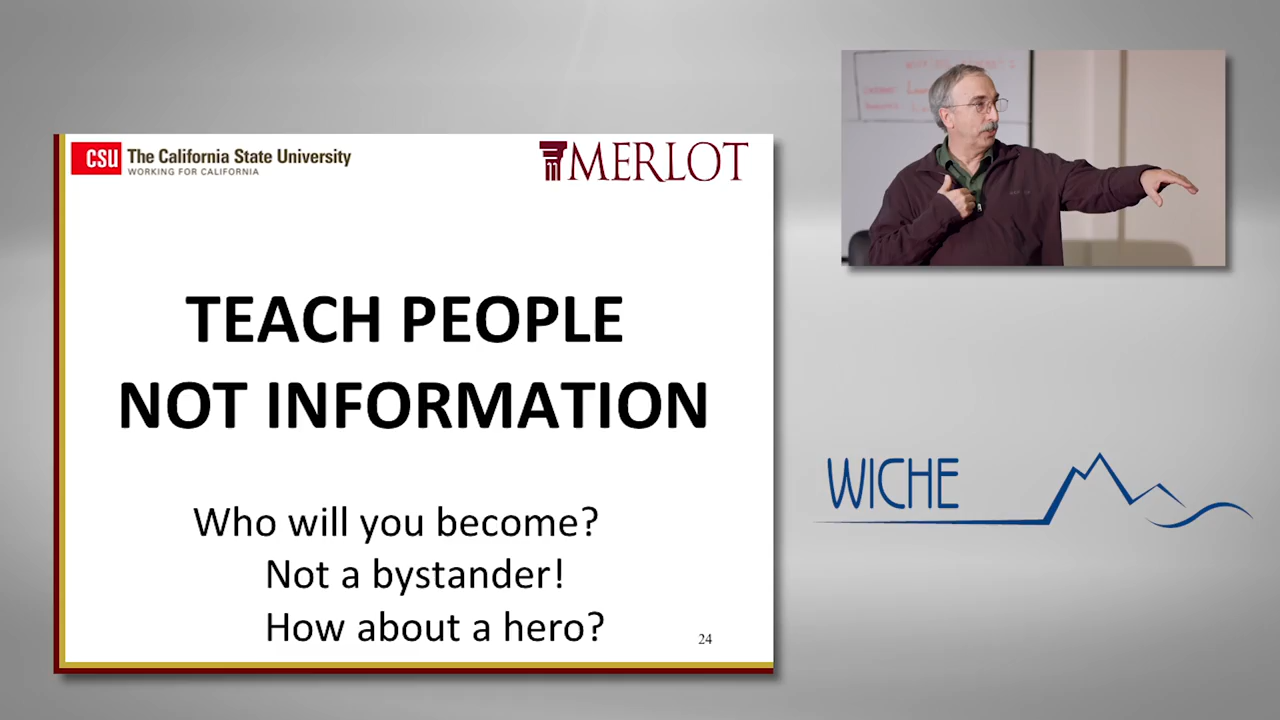 CSU The California State University
WORKING FOR CALIFORNIA
MERLOT
TEACH PEOPLE
NOT INFORMATION
Who will you become?
Not a bystander!
How about a hero?
24
WICHE